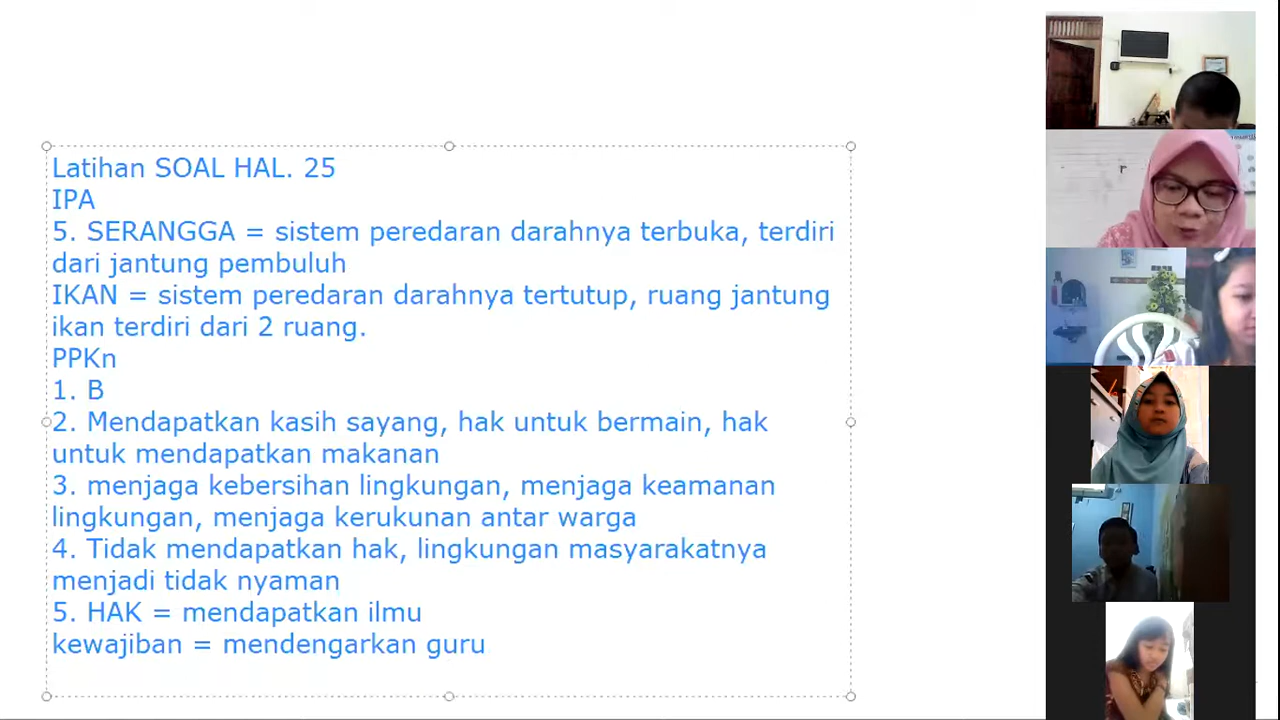 Latihan SOAL HAL. 25
IPA
5. SERANGGA = sistem peredaran darahnya terbuka, terdiri
dari jantung pembuluh
IKAN = sistem peredaran darahnya tertutup, ruang jantung
ikan terdiri dari 2 ruang.
PPKn
1. B
2. Mendapatkan kasih sayang, hak untuk bermain, hak
untuk mendapatkan makanan
3. menjaga kebersihan lingkungan, menjaga keamanan
lingkungan, menjaga kerukunan antar warga
4. Tidak mendapatkan hak, lingkungan masyarakatnya
menjadi tidak nyaman
5. HAK = mendapatkan ilmu
kewajiban = mendengarkan guru